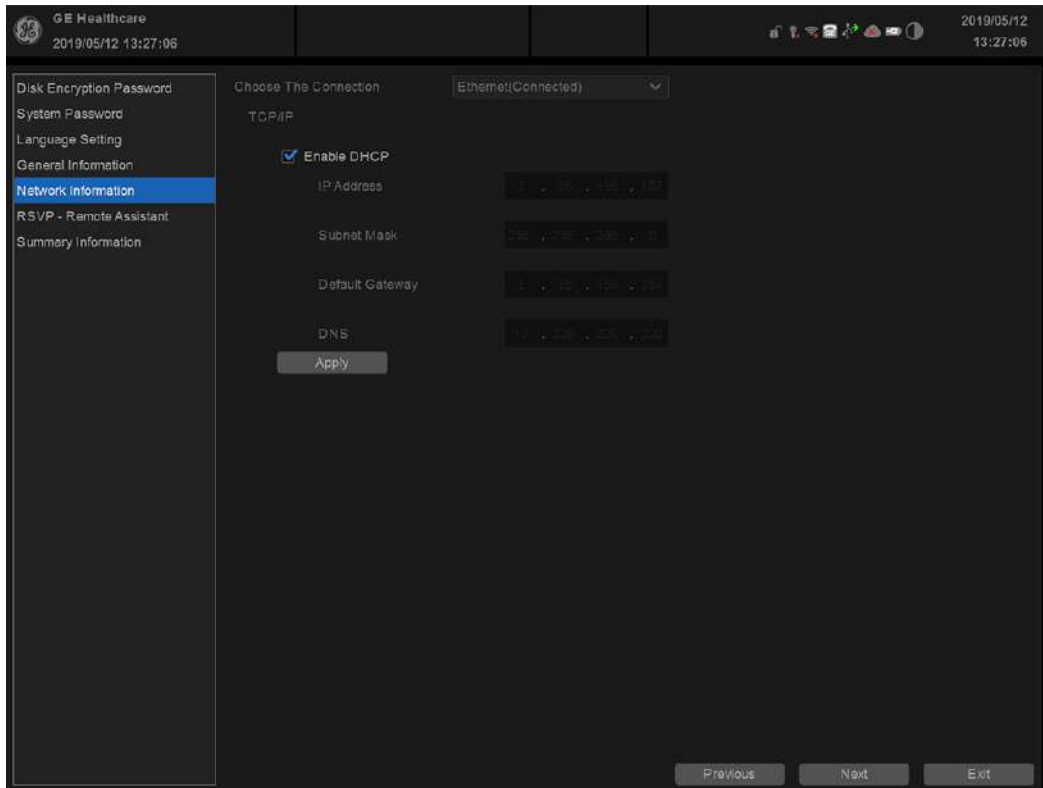 GE Healthcare
2019/05/12 13:27:06
2019/05/12
13:27:06
Disk Encryption Password
System Password
Language Setting
General Information
Network Information
RSVP - Remote Assistant
Summary Information
Choose The Connection Ethernet(Connected)
TCP/IP
Enable DHCP
IP Address
Subnet Mask
Default Gateway
DNS
Apply
Previous Next Exit